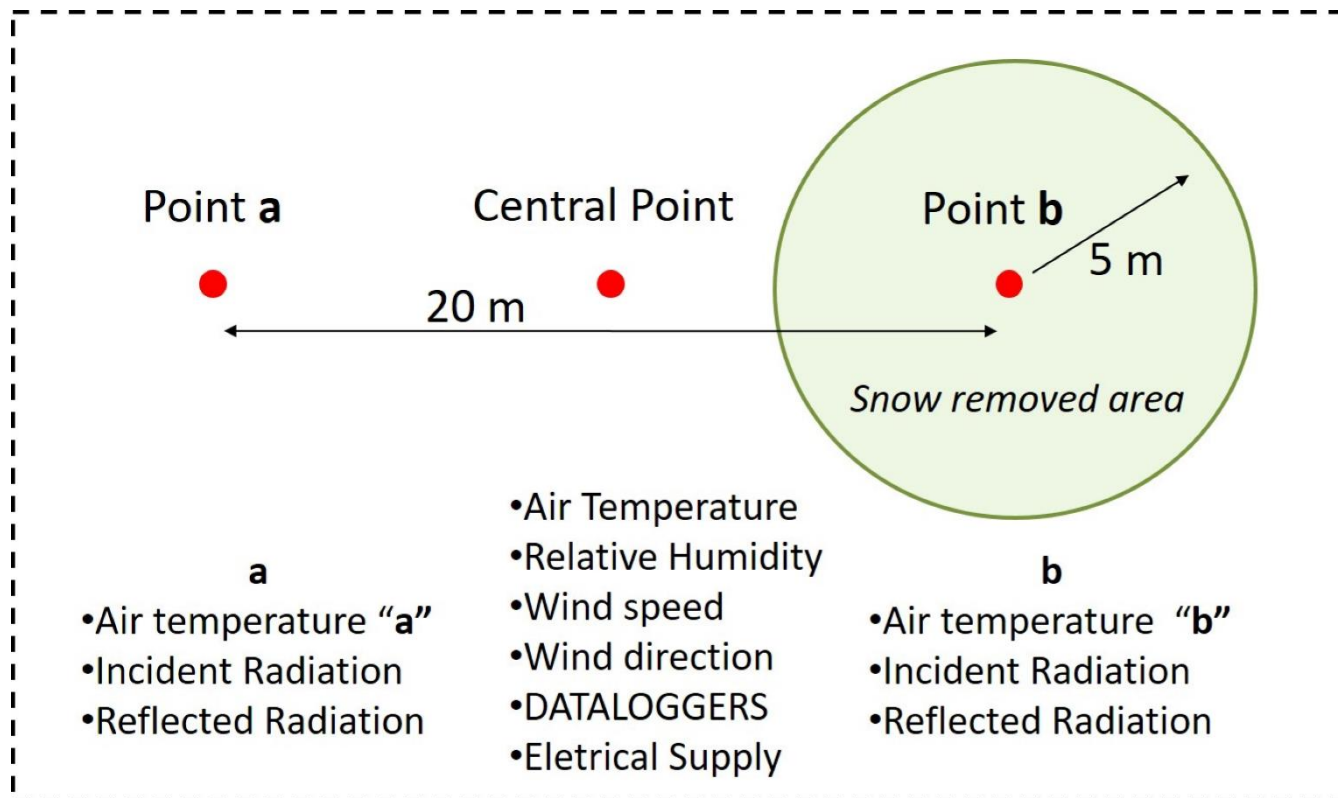 Point a
Central Point
Point b
5 m
20 m
Snow removed area
a
•Air temperature “a”
•Incident Radiation
•Reflected Radiation
•Air Temperature
•Relative Humidity
•Wind speed
•Wind direction
•DATALOGGERS
•Eletrical Supply
b
•Air temperature “b”
•Incident Radiation
•Reflected Radiation